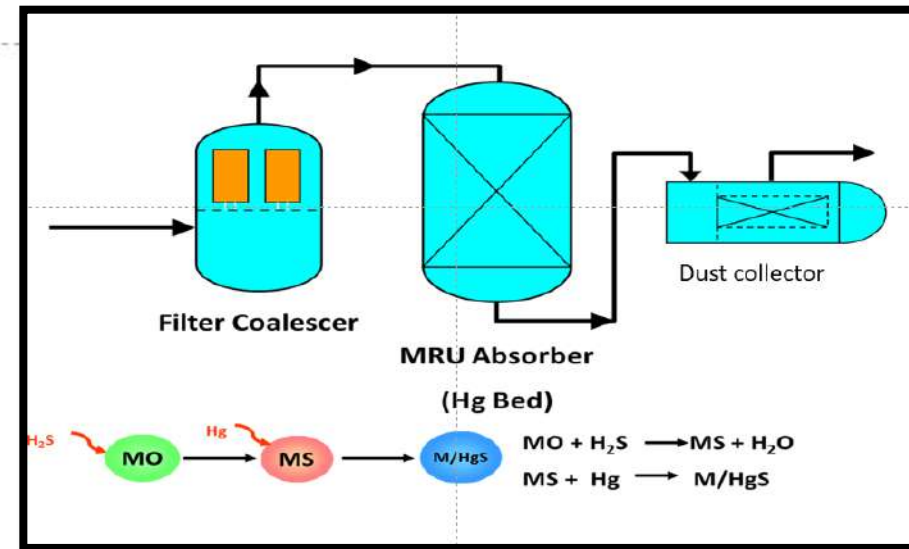 Filter Coalescer
MRU Absorber
(Hg Bed)
Dust collector
H₂S
MO
Hg
MS
M/HgS
MO + H₂S → MS + H₂O
MS + Hg → M/HgS